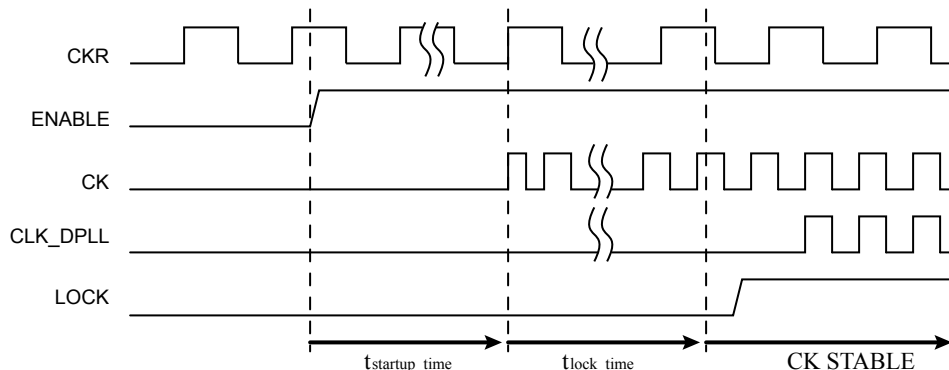 CKR
ENABLE
CK
CLK_DPLL
LOCK
tstartup_time tlock_time CK STABLE